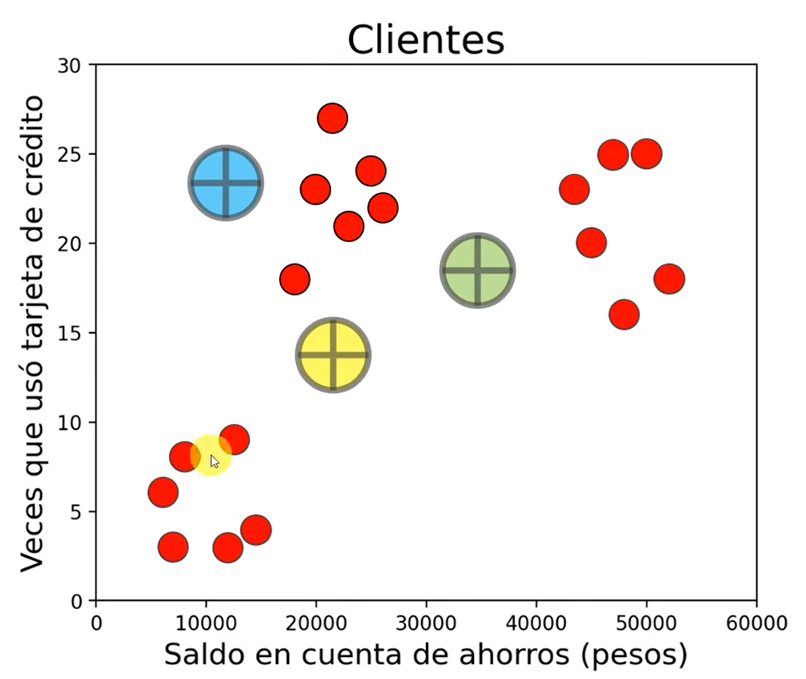 Clientes
Veces que usó tarjeta de crédito
30
25
20
15
10
5
0
0 10000 20000 30000 40000 50000 60000
Saldo en cuenta de ahorros (pesos)